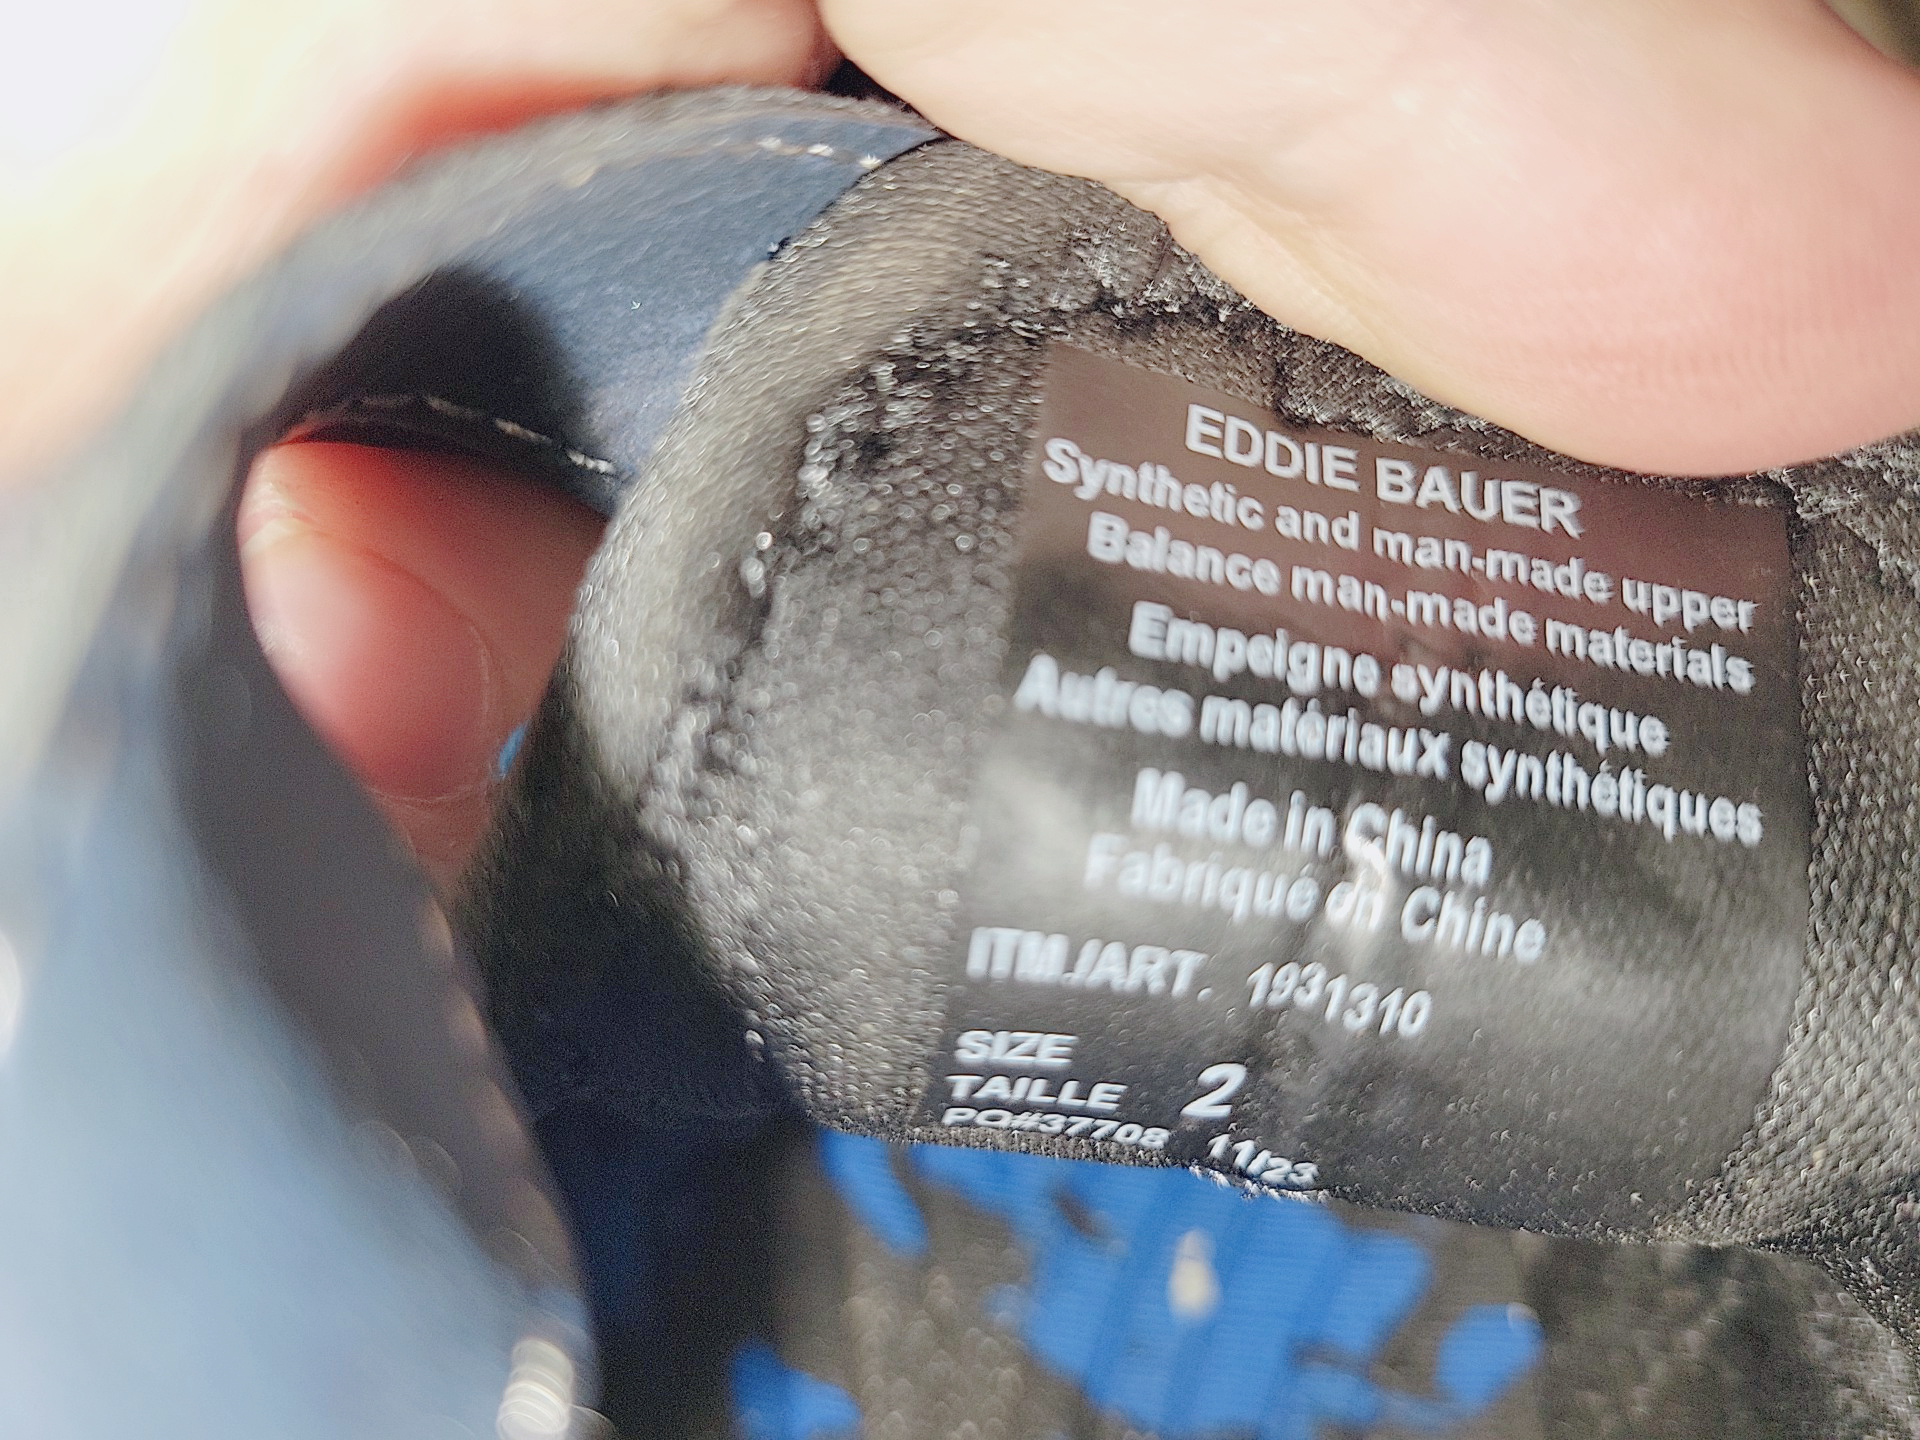 EDDIE BAUER
Synthetic and man-made upper
Balance man-made materials
Empeigne synthétique
Autres matériaux synthétiques
Made in China
Fabriqué en Chine
ITM./ART. 1931310
SIZE
TAILLE 2
PO#37708 11/23